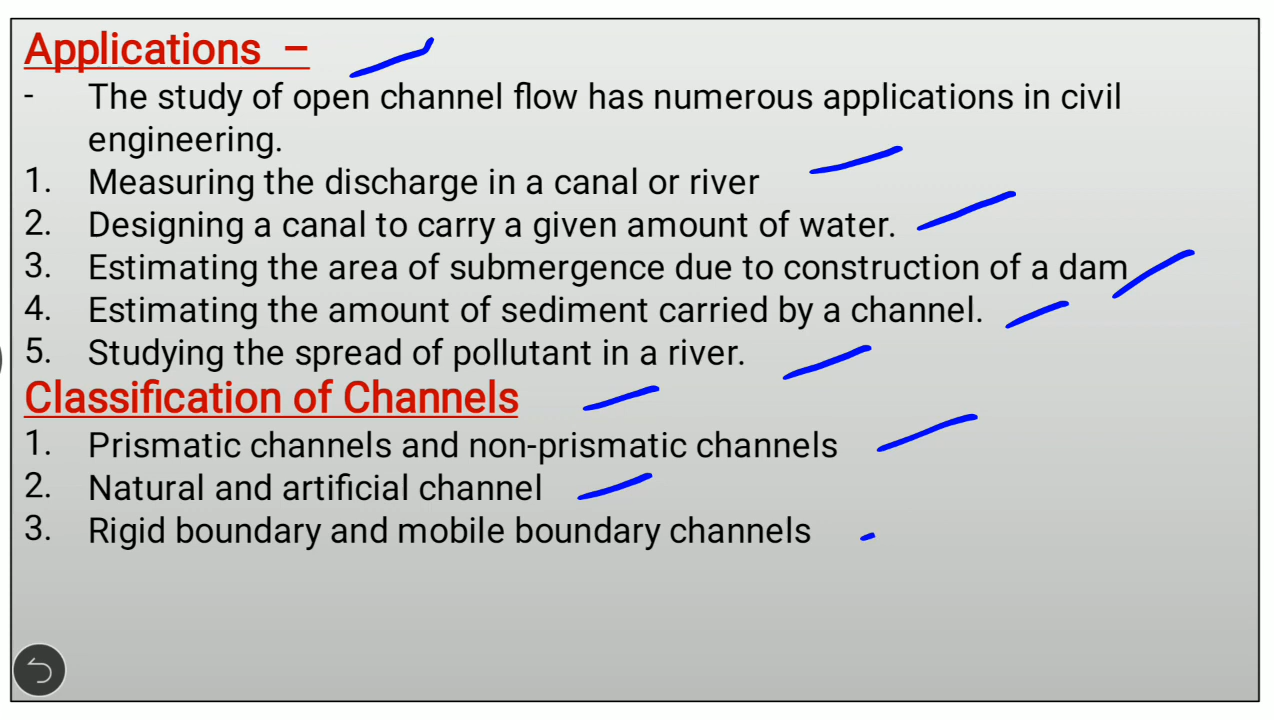 Applications –
- The study of open channel flow has numerous applications in civil
engineering.
1. Measuring the discharge in a canal or river
2. Designing a canal to carry a given amount of water.
3. Estimating the area of submergence due to construction of a dam
4. Estimating the amount of sediment carried by a channel.
5. Studying the spread of pollutant in a river.
Classification of Channels
1. Prismatic channels and non-prismatic channels
2. Natural and artificial channel
3. Rigid boundary and mobile boundary channels